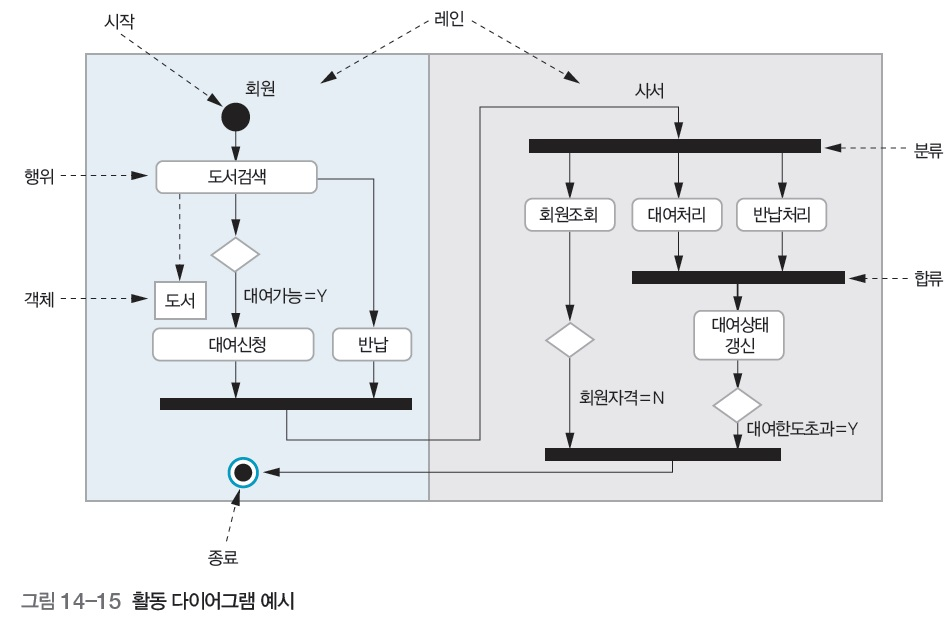 시작
레인
회원
사서
행위
도서검색
분류
회원조회
대여처리
반납처리
객체
도서
대여가능=Y
합류
대여신청
반납
대여상태
갱신
회원자격=N
대여한도초과=Y
종료
그림 14-15 활동 다이어그램 예시